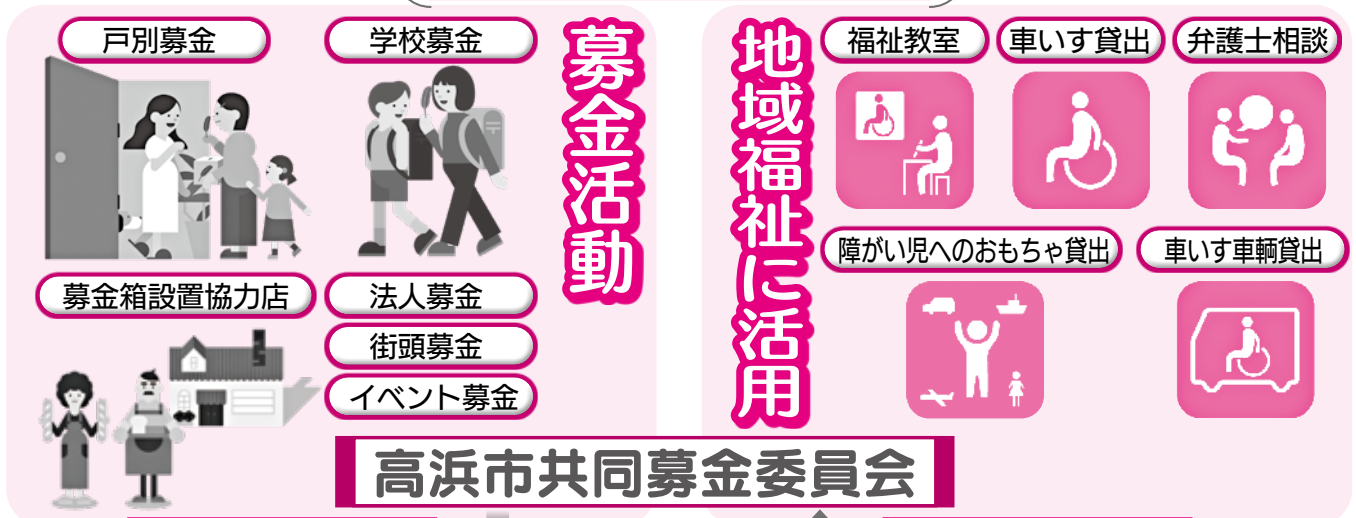 募金活動
戸別募金
学校募金
募金箱設置協力店
法人募金
街頭募金
イベント募金
地域福祉に活用
福祉教室
車いす貸出
弁護士相談
障がい児へのおもちゃ貸出
車いす車輌貸出
高浜市共同募金委員会